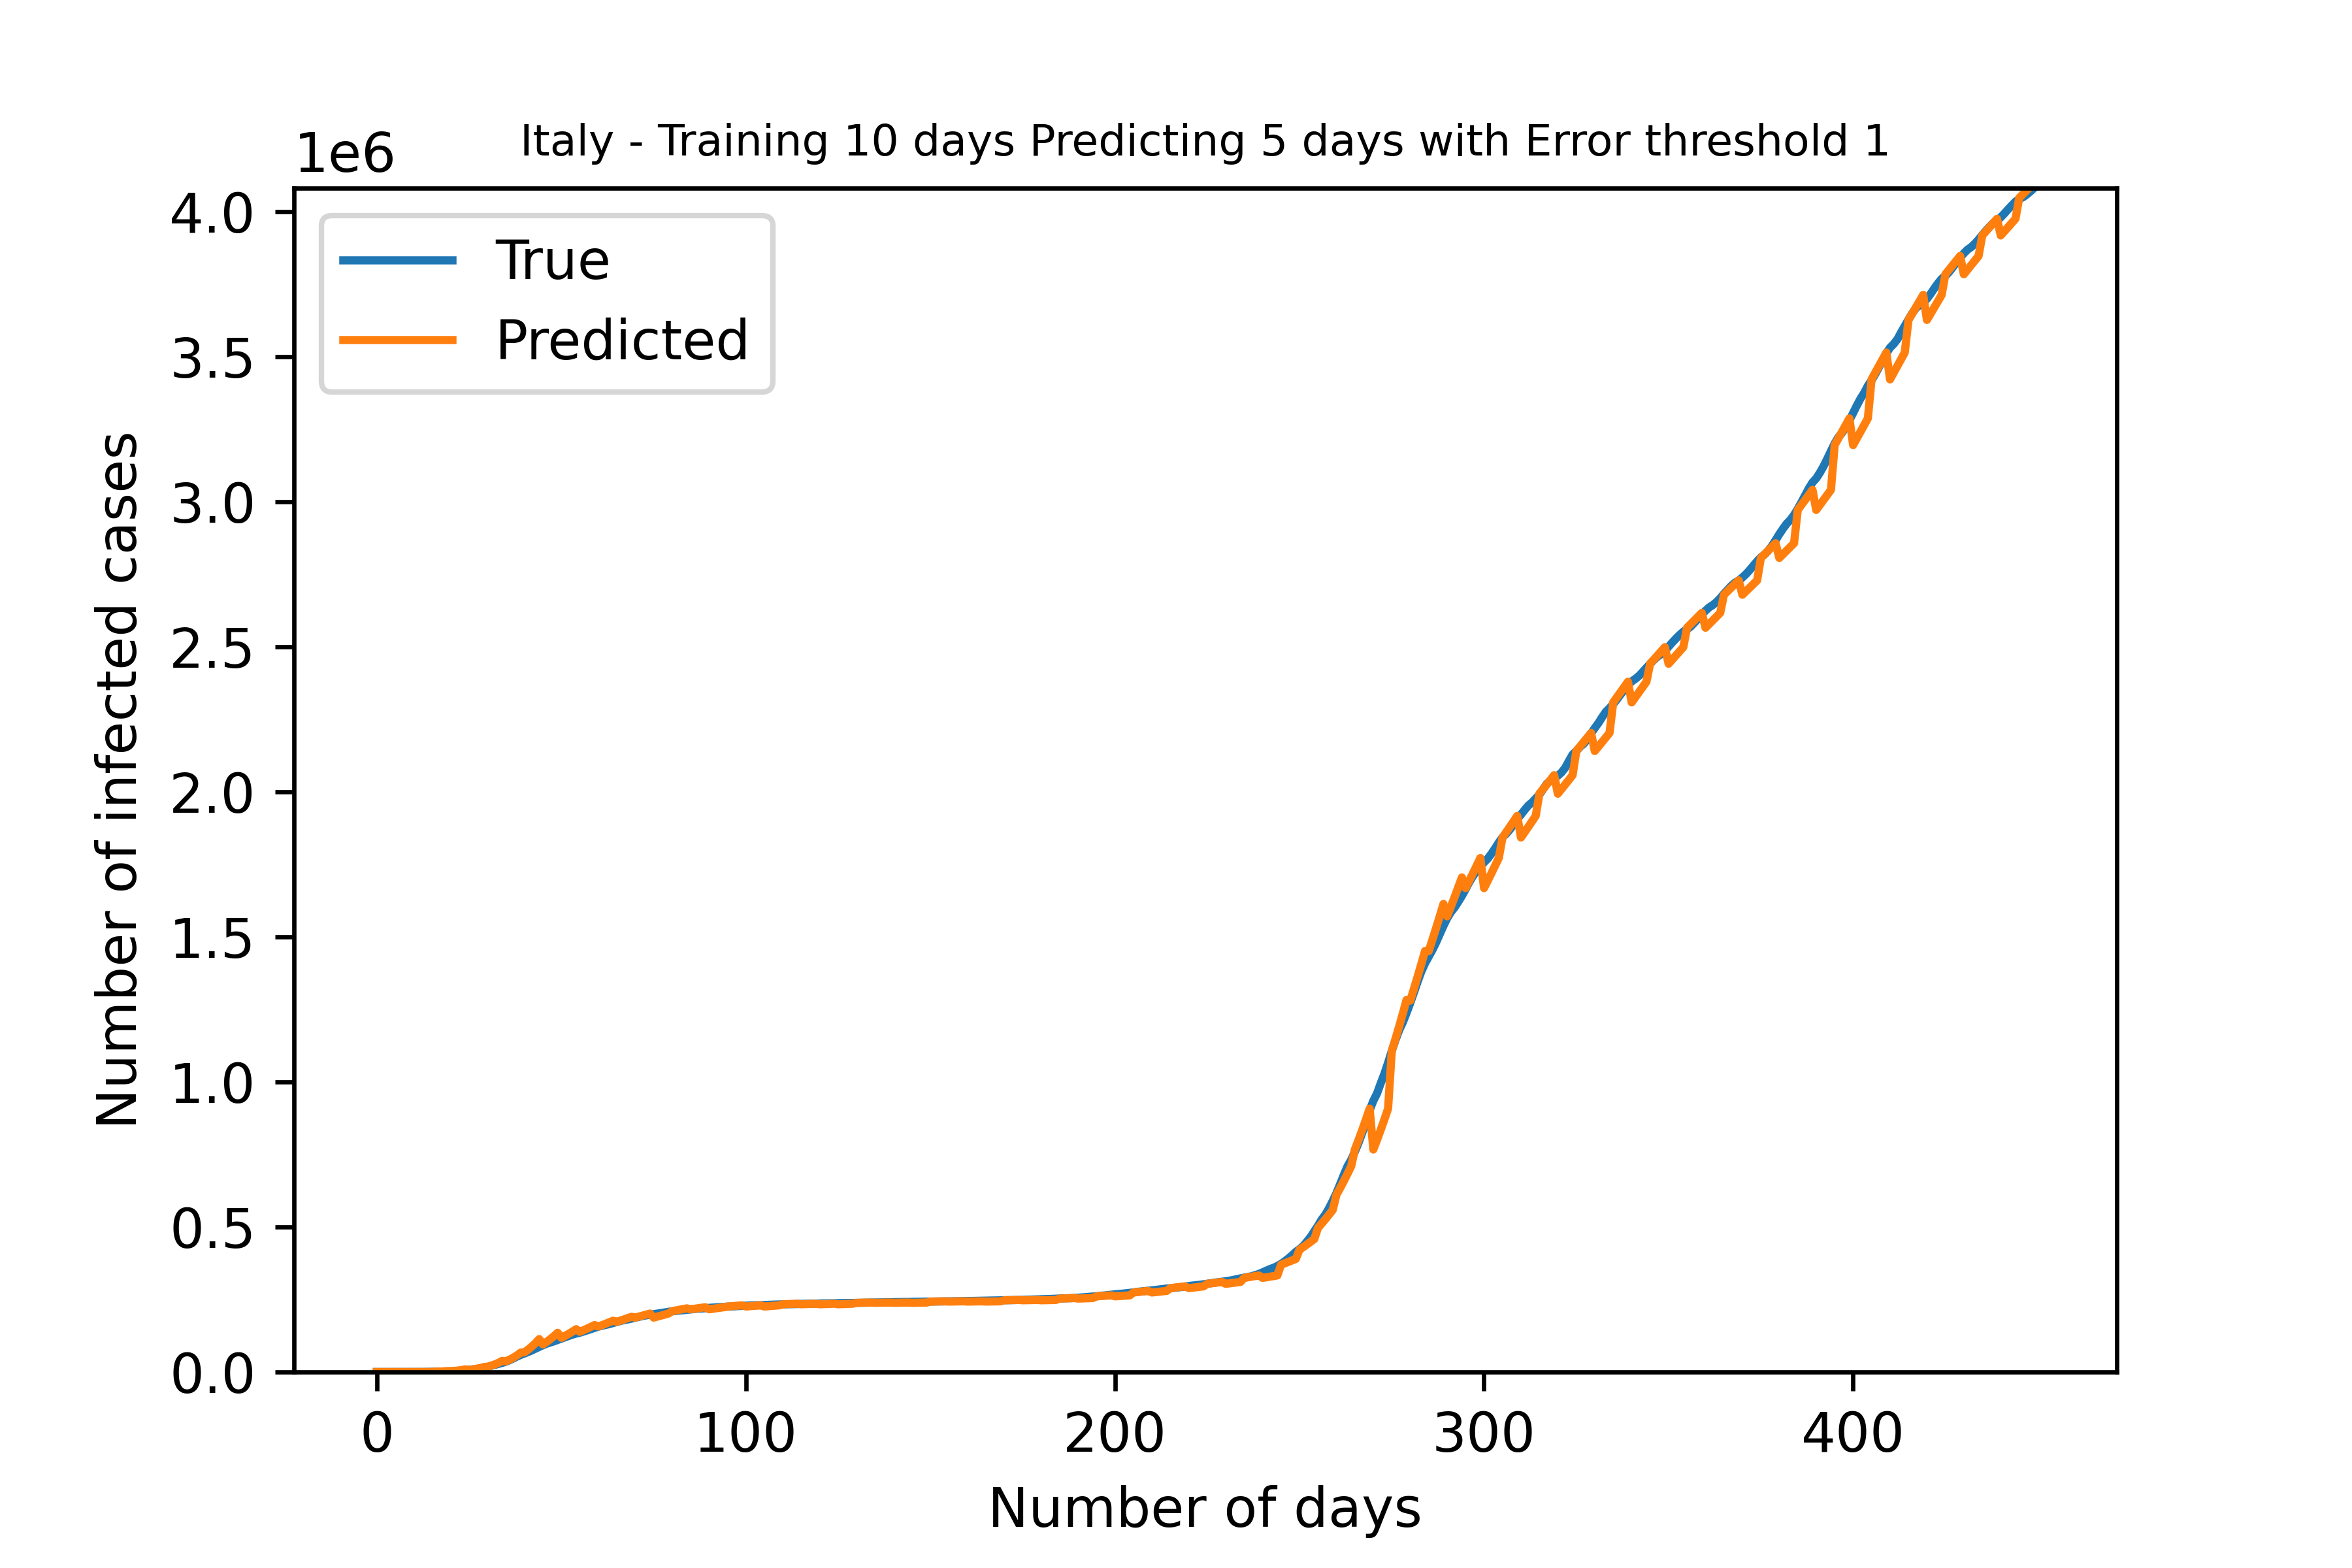 Italy - Training 10 days Predicting 5 days with Error threshold 1
1e6
True
Predicted
4.0
3.5
3.0
2.5
2.0
1.5
1.0
0.5
0.0
Number of infected cases
0 100 200 300 400
Number of days